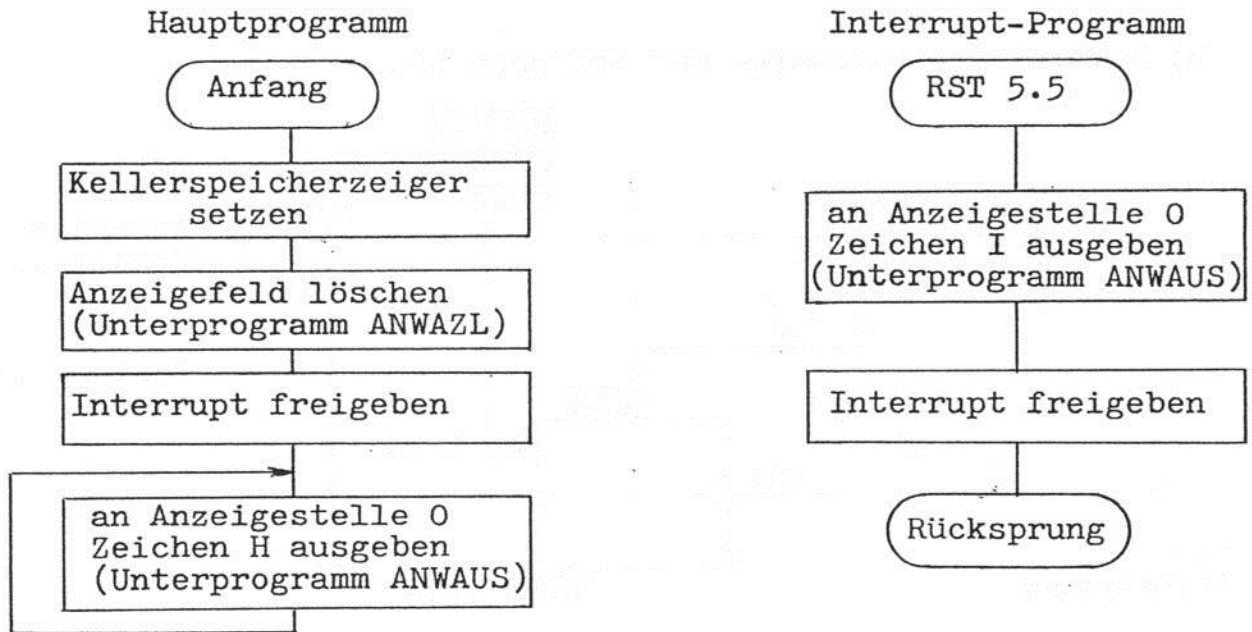 Hauptprogramm
Anfang
Kellerspeicherzeiger
setzen
Anzeigefeld löschen
(Unterprogramm ANWAZL)
Interrupt freigeben
an Anzeigestelle 0
Zeichen H ausgeben
(Unterprogramm ANWAUS)
Interrupt-Programm
RST 5.5
an Anzeigestelle 0
Zeichen I ausgeben
(Unterprogramm ANWAUS)
Interrupt freigeben
Rücksprung